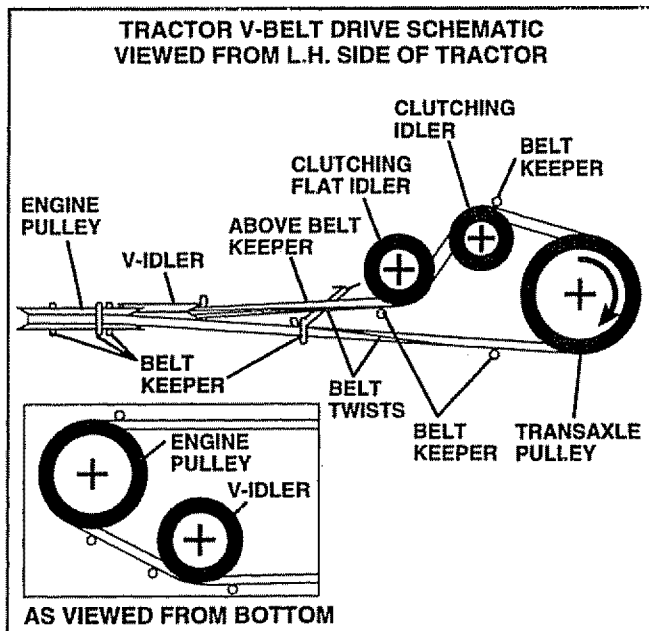 TRACTOR V-BELT DRIVE SCHEMATIC
VIEWED FROM L.H. SIDE OF TRACTOR
CLUTCHING
IDLER
BELT
KEEPER
CLUTCHING
FLAT IDLER
ENGINE
PULLEY
ABOVE BELT
KEEPER
V-IDLER
BELT
KEEPER
BELT
TWISTS
BELT
KEEPER
TRANSAXLE
PULLEY
ENGINE
PULLEY
V-IDLER
AS VIEWED FROM BOTTOM